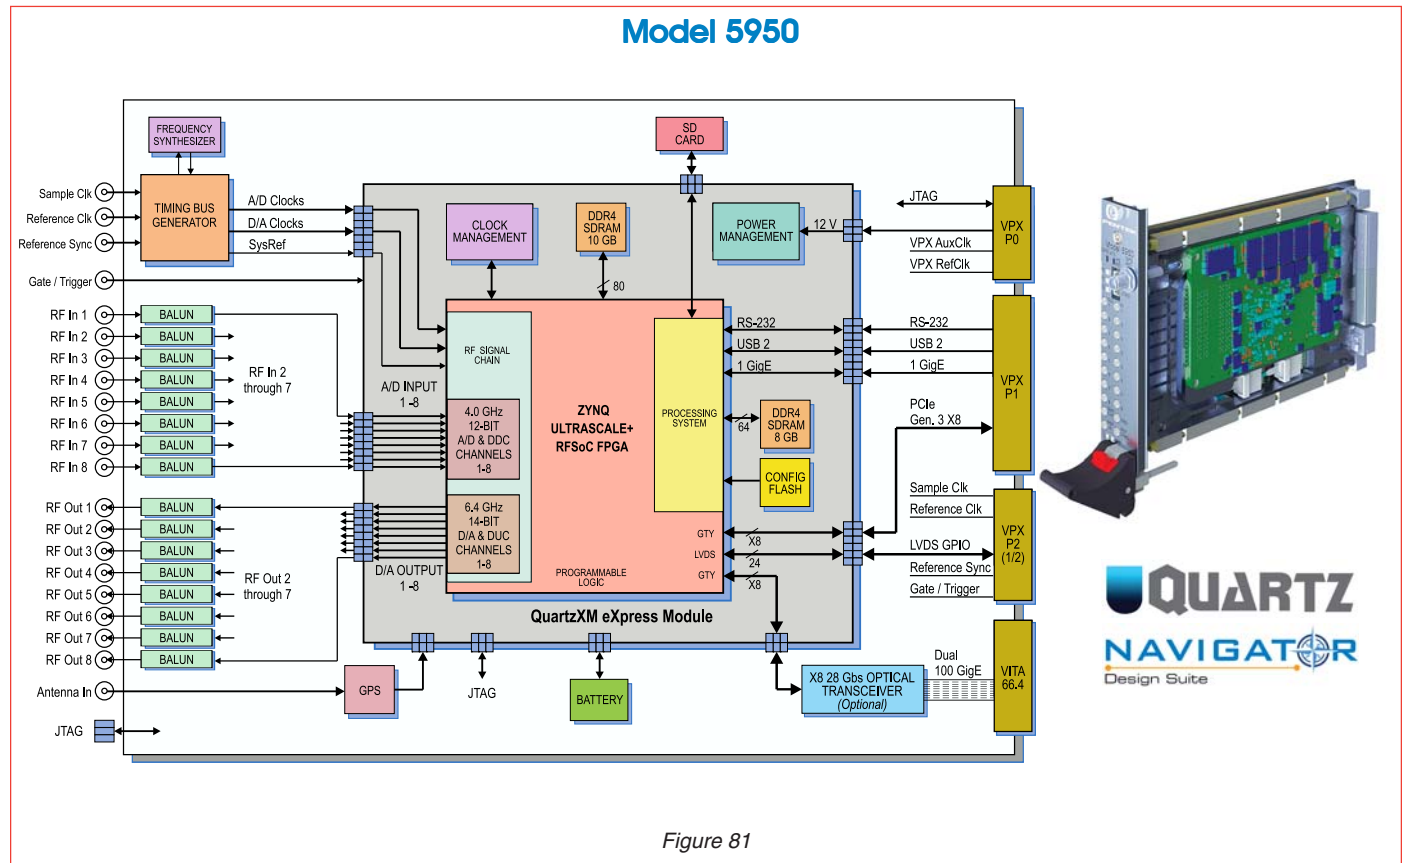 Model 5950
FREQUENCY
SYNTHESIZER
SD
CARD
Sample Clk
Reference Clk
Reference Sync
Gate / Trigger
TIMING BUS
GENERATOR
A/D Clocks
D/A Clocks
SysRef
CLOCK
MANAGEMENT
DDR4
SDRAM
10 GB
80
POWER
MANAGEMENT
12 V
JTAG
VPX AuxClk
VPX RefClk
VPX
P0
RF In 1
RF In 2
RF In 3
RF In 4
RF In 5
RF In 6
RF In 7
RF In 8
BALUN
BALUN
BALUN
BALUN
BALUN
BALUN
BALUN
BALUN
RF In 2
through 7
A/D INPUT
1 -8
RF SIGNAL
CHAIN
4.0 GHz
12-BIT
A/D & DDC
CHANNELS
1-8
ZYNQ
ULTRASCALE+
RFSoC FPGA
PROCESSING
SYSTEM
RS-232
USB 2
1 GigE
RS-232
USB 2
1 GigE
PCIe
Gen. 3 X8
VPX
P1
64
DDR4
SDRAM
8 GB
CONFIG
FLASH
RF Out 1
RF Out 2
RF Out 3
RF Out 4
RF Out 5
RF Out 6
RF Out 7
RF Out 8
BALUN
BALUN
BALUN
BALUN
BALUN
BALUN
BALUN
BALUN
RF Out 2
through 7
D/A OUTPUT
1 -8
6.4 GHz
14-BIT
D/A & DUC
CHANNELS
1-8
PROGRAMMABLE
LOGIC
GTY
X8
LVDS
24
GTY
X8
Sample Clk
Reference Clk
LVDS GPIO
Reference Sync
Gate / Trigger
VPX
P2
(1/2)
QuartzXM eXpress Module
Antenna In
GPS
JTAG
BATTERY
X8 28 Gbs OPTICAL
TRANSCEIVER
(Optional)
Dual
100 GigE
VITA
66.4
JTAG
QUARTZ
NAVIGATOR
Design Suite
Figure 81